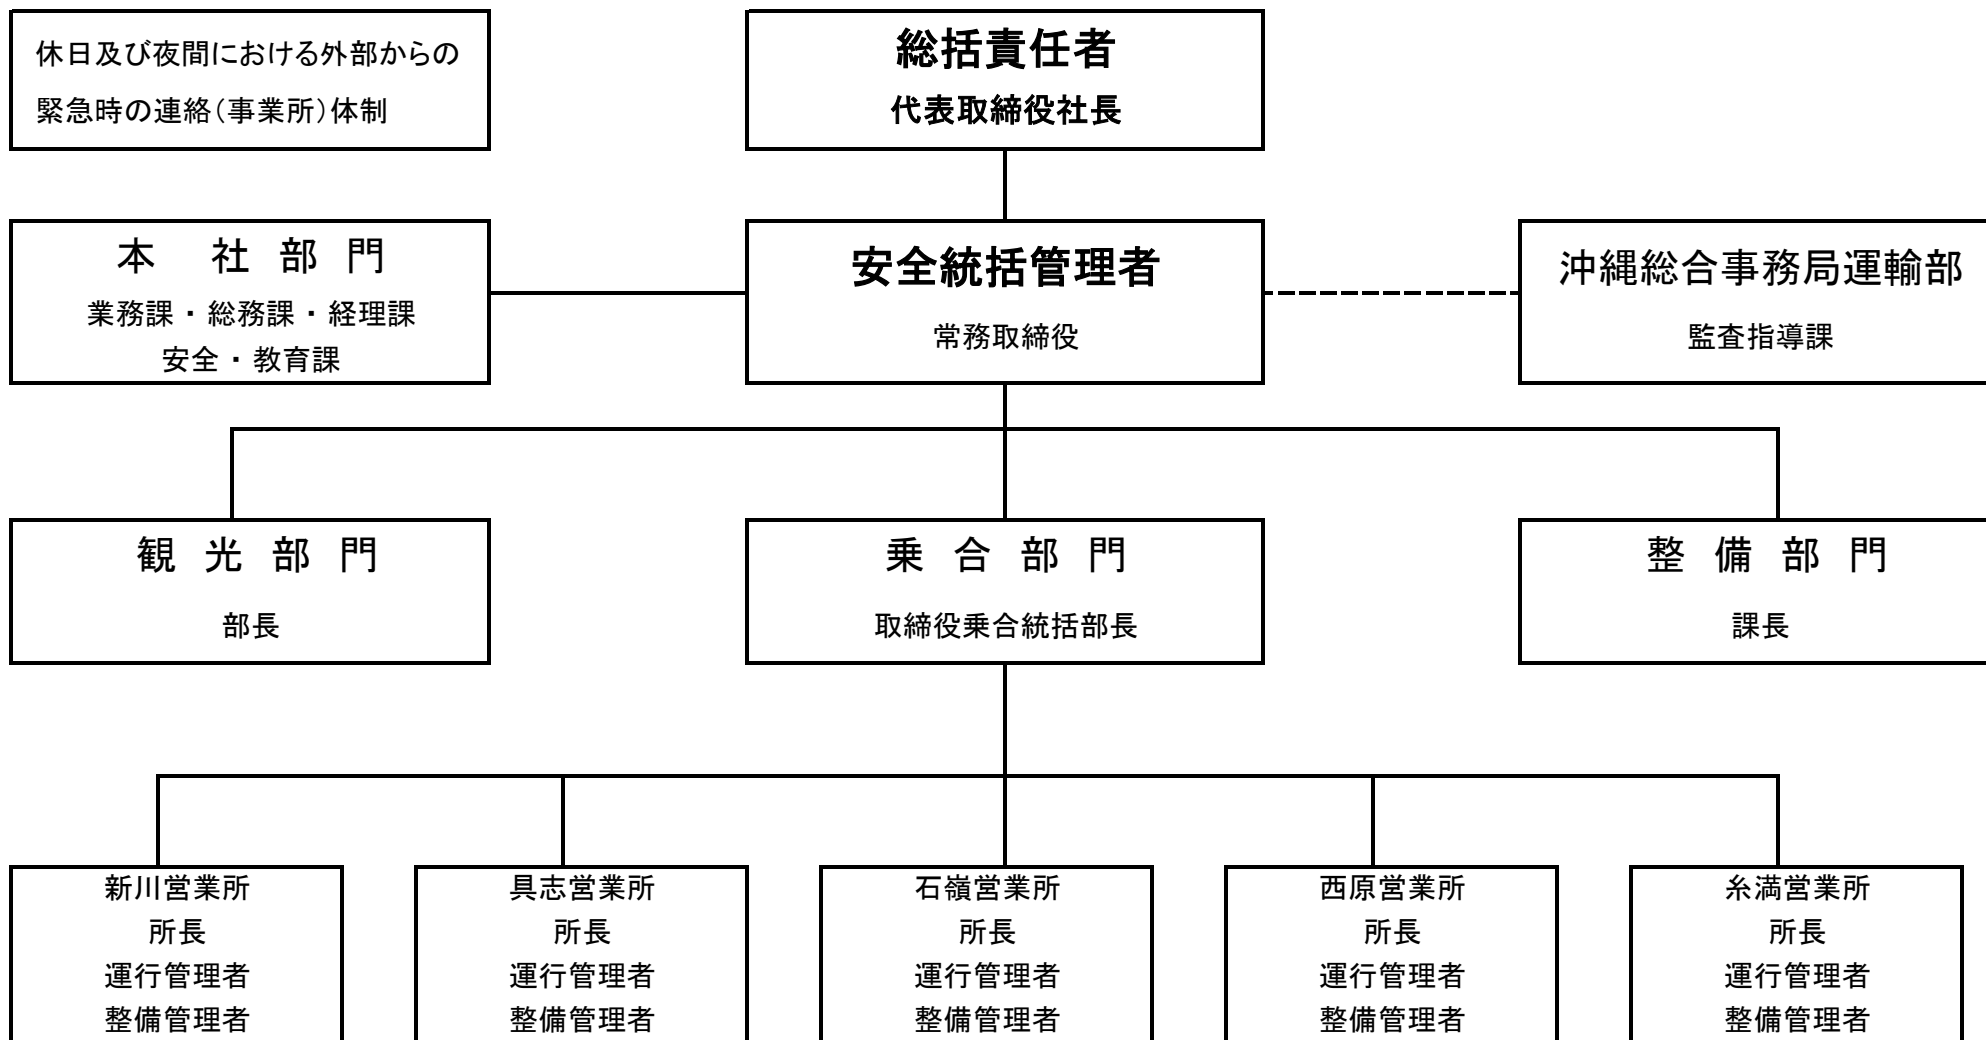 休日及び夜間における外部からの
緊急時の連絡（事業所）体制
総括責任者
代表取締役社長
本　社 部 門
業務課・総務課・経理課
安全・教育課
安全統括管理者
常務取締役
沖縄総合事務局運輸部
監査指導課
観 光 部 門
部長
乗 合 部 門
取締役乗合統括部長
整 備 部 門
課長
新川営業所
所長
運行管理者
整備管理者
具志営業所
所長
運行管理者
整備管理者
石嶺営業所
所長
運行管理者
整備管理者
西原営業所
所長
運行管理者
整備管理者
糸満営業所
所長
運行管理者
整備管理者